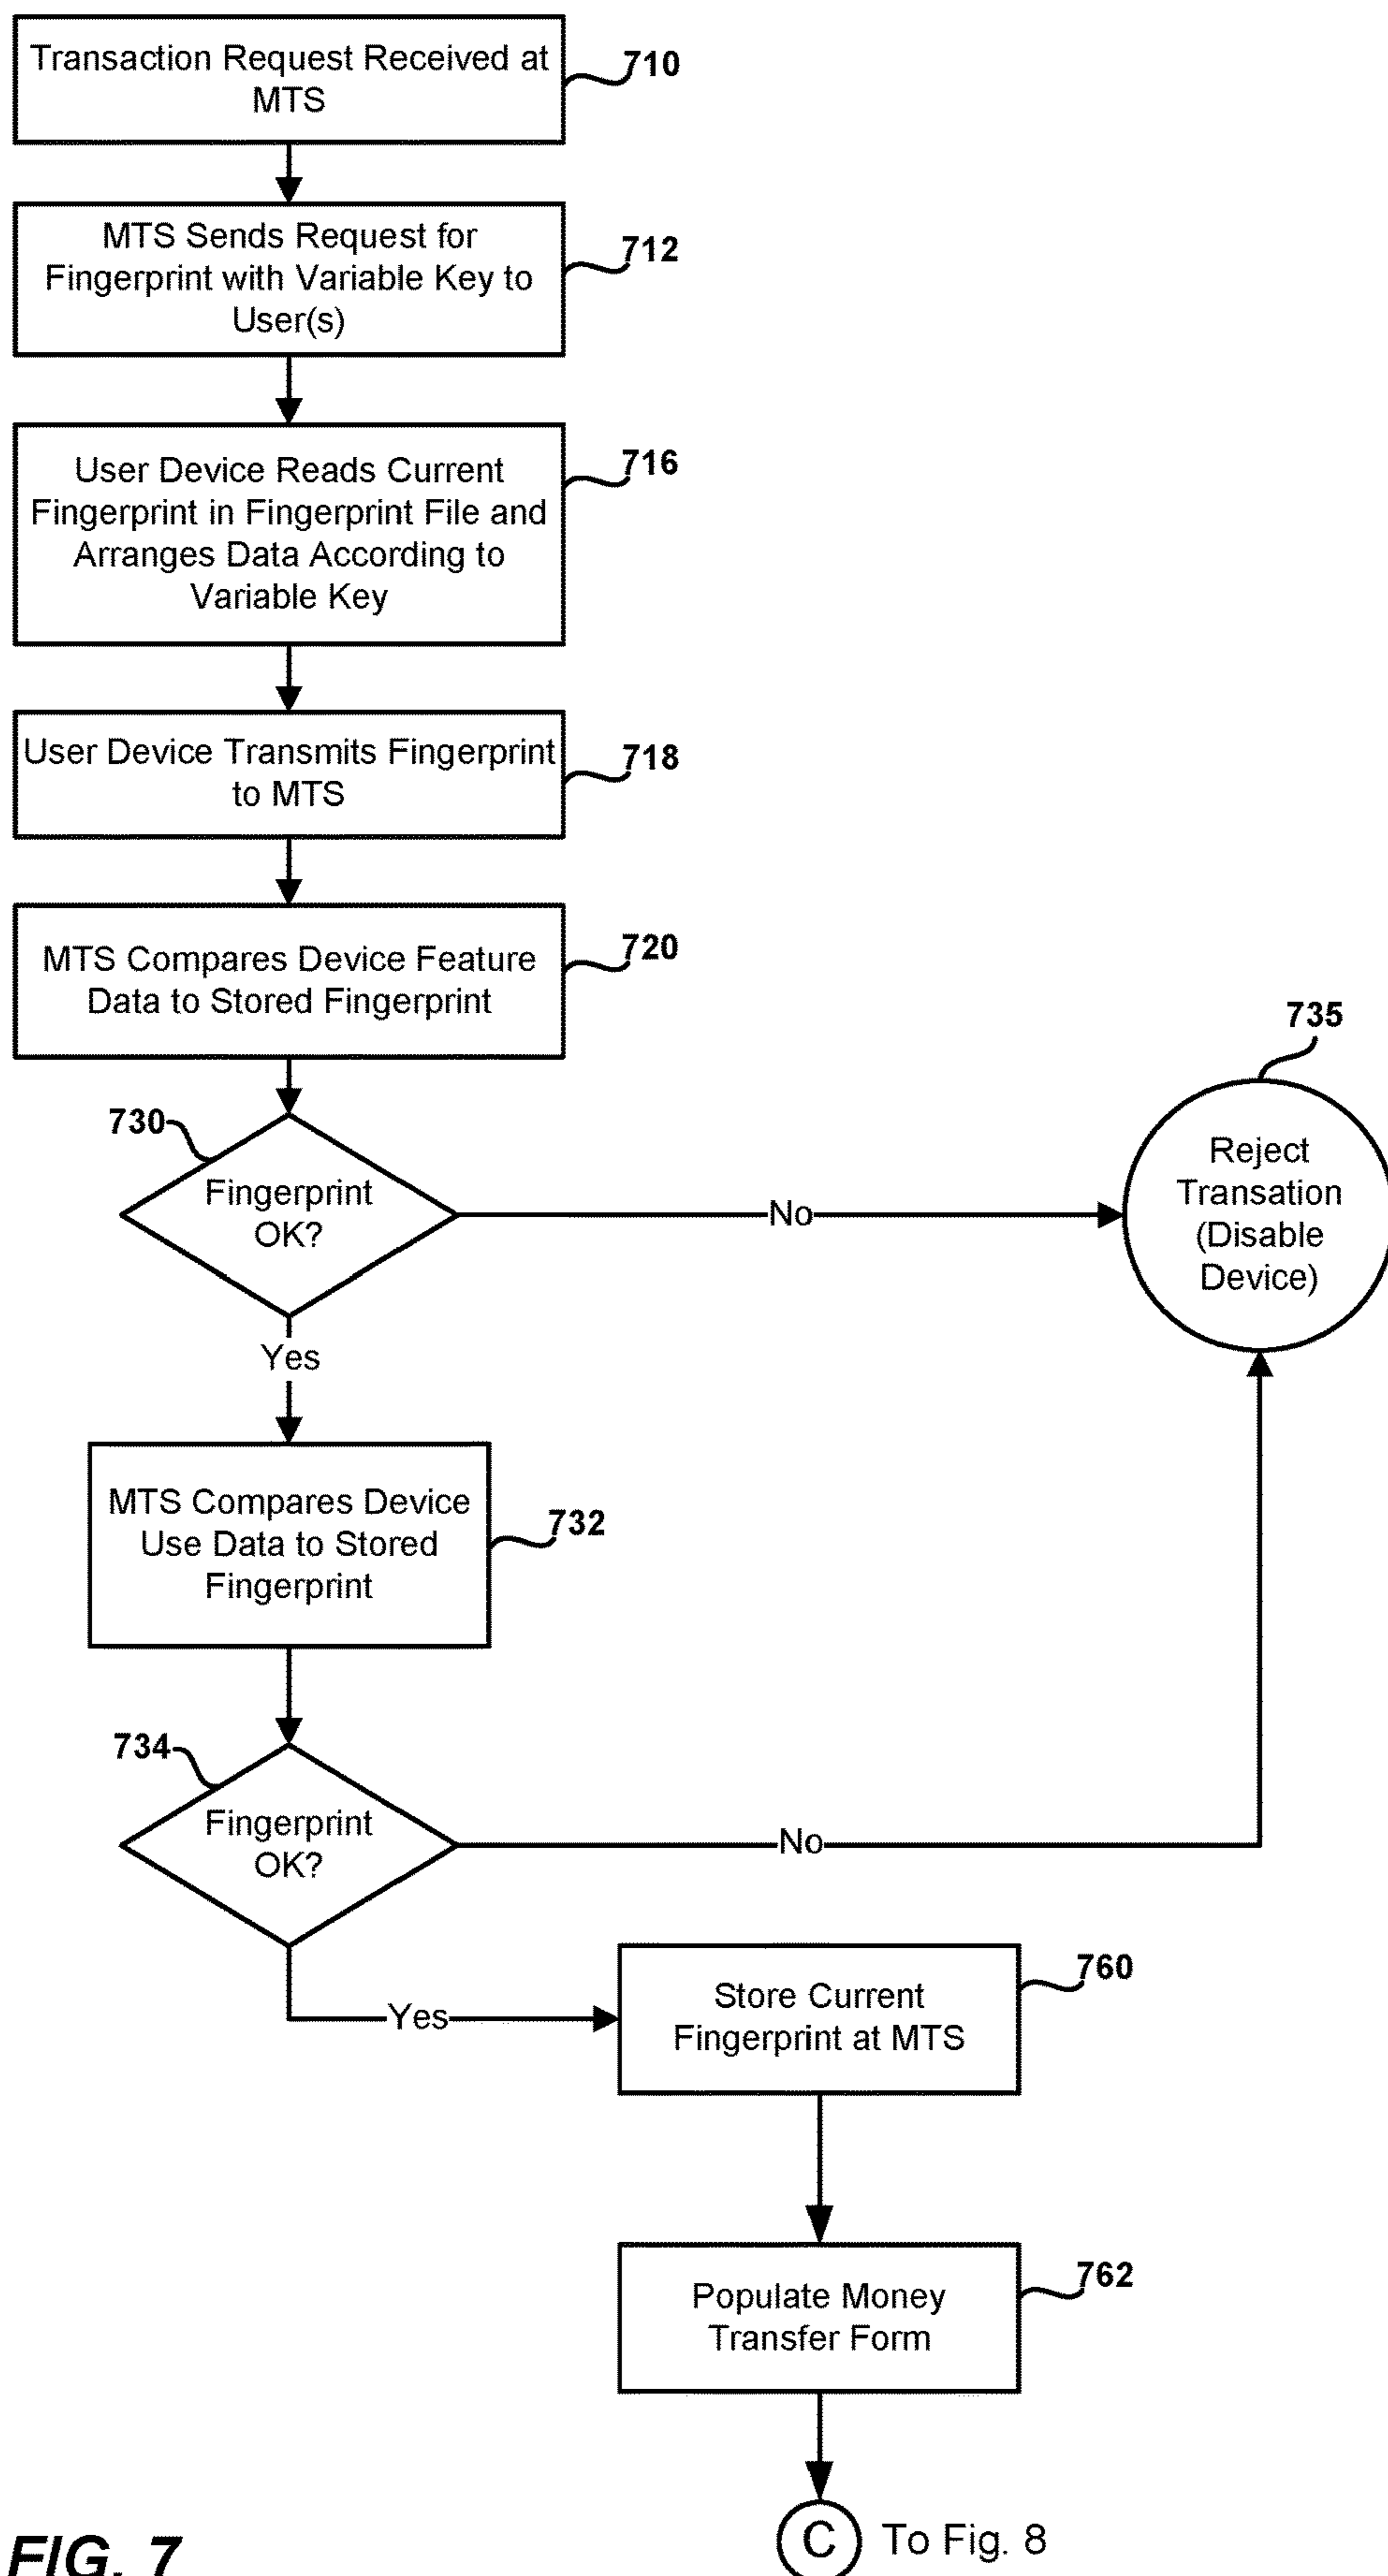 Transaction Request Received at
MTS
710
MTS Sends Request for
Fingerprint with Variable Key to
User(s)
712
User Device Reads Current
Fingerprint in Fingerprint File and
Arranges Data According to
Variable Key
716
User Device Transmits Fingerprint
to MTS
718
MTS Compares Device Feature
Data to Stored Fingerprint
720
730
Fingerprint
OK?
No
735
Reject
Transation
(Disable
Device)
Yes
MTS Compares Device
Use Data to Stored
Fingerprint
732
734
Fingerprint
OK?
No
Yes
Store Current
Fingerprint at MTS
760
Populate Money
Transfer Form
762
C To Fig. 8
FIG. 7